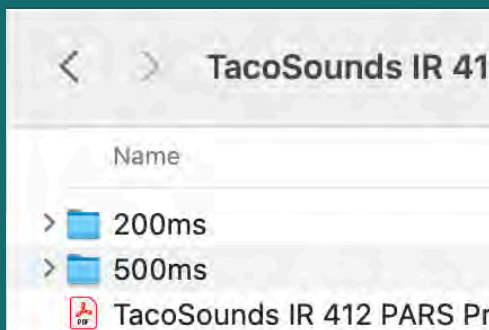 TacoSounds IR 41
Name
200ms
500ms
TacoSounds IR 412 PARS Pr